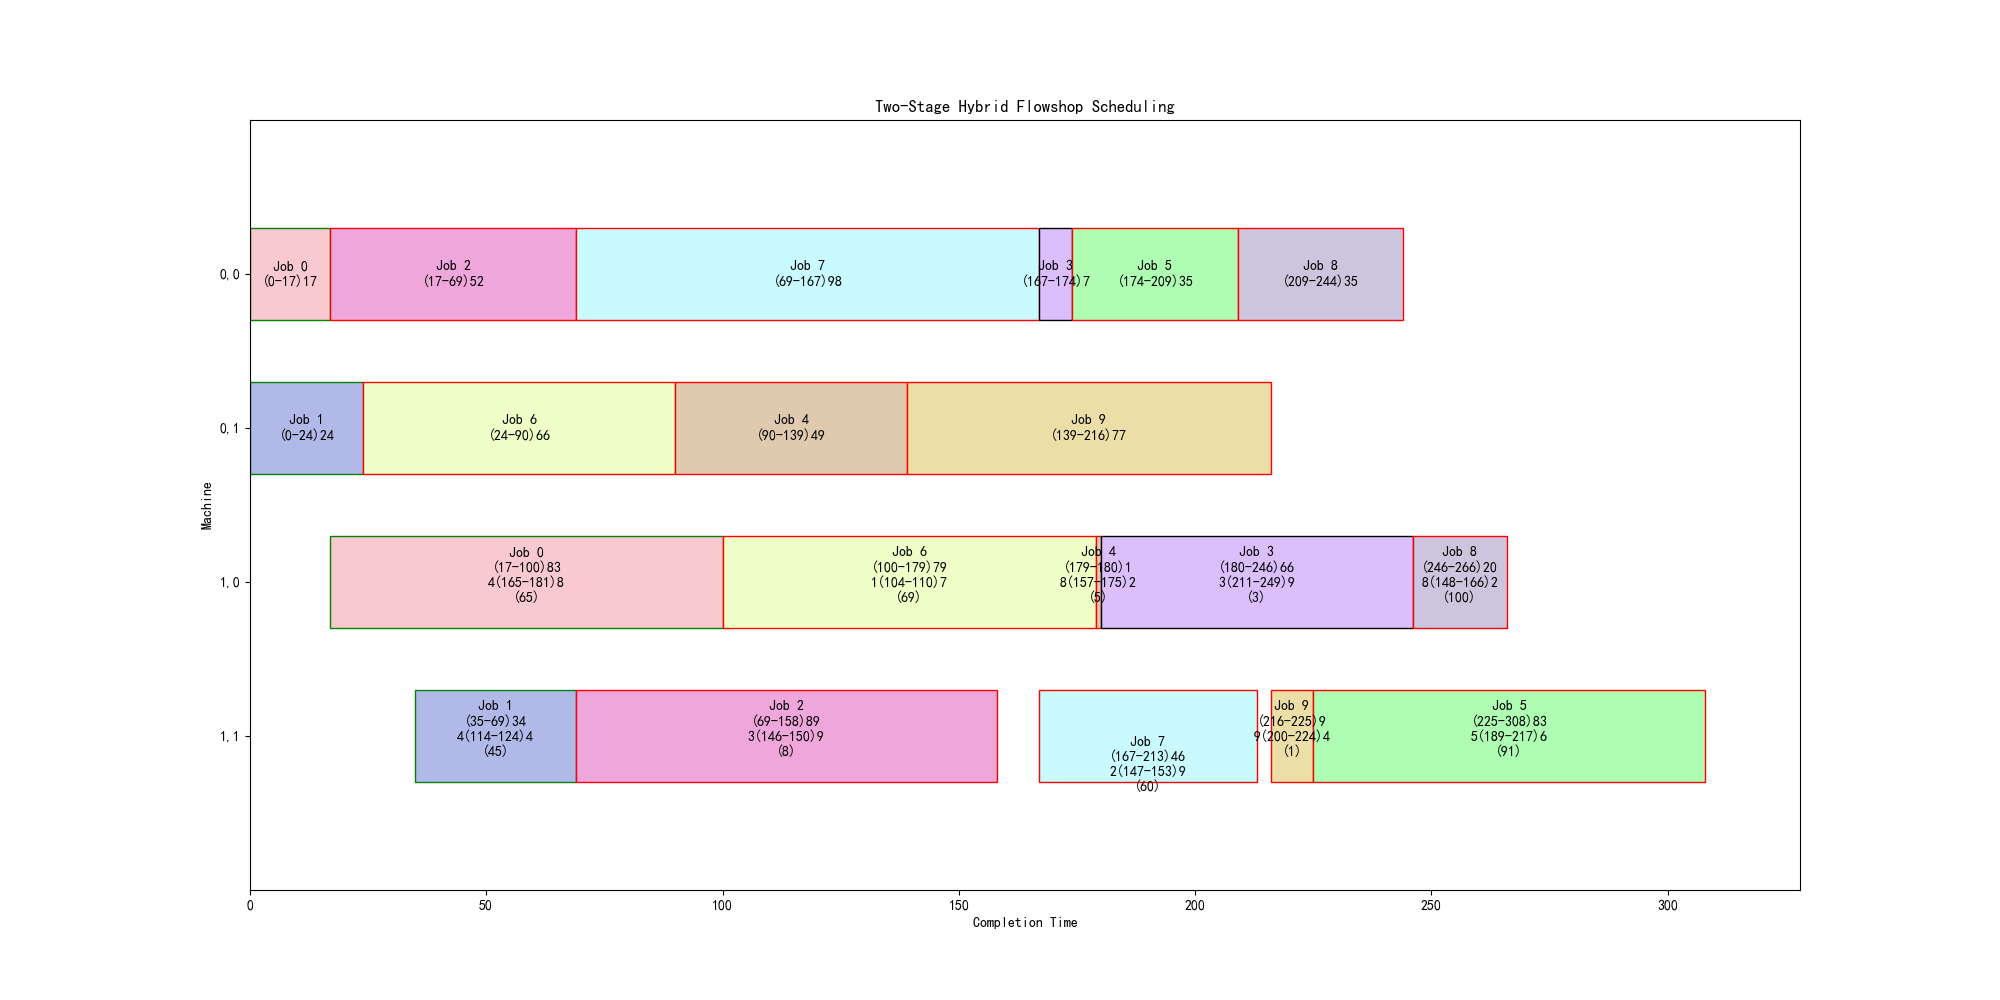 Two-Stage Hybrid Flowshop Scheduling
0,0
Job 0
(0-17)17
Job 2
(17-69)52
Job 7
(69-167)98
Job 3
(167-174)7
Job 5
(174-209)35
Job 8
(209-244)35
0,1
Job 1
(0-24)24
Job 6
(24-90)66
Job 4
(90-139)49
Job 9
(139-216)77
Machine
1,0
Job 0
(17-100)83
4(165-181)8
(65)
Job 6
(100-179)79
1(104-110)7
(69)
Job 4
(179-180)1
8(157-175)2
(5)
Job 3
(180-246)66
3(211-249)9
(3)
Job 8
(246-266)20
8(148-166)2
(100)
1,1
Job 1
(35-69)34
4(114-124)4
(45)
Job 2
(69-158)89
3(146-150)9
(8)
Job 7
(167-213)46
2(147-153)9
(60)
Job 9
(216-225)9
9(200-224)4
(1)
Job 5
(225-308)83
5(189-217)6
(91)
0
50
100
150
200
250
300
Completion Time